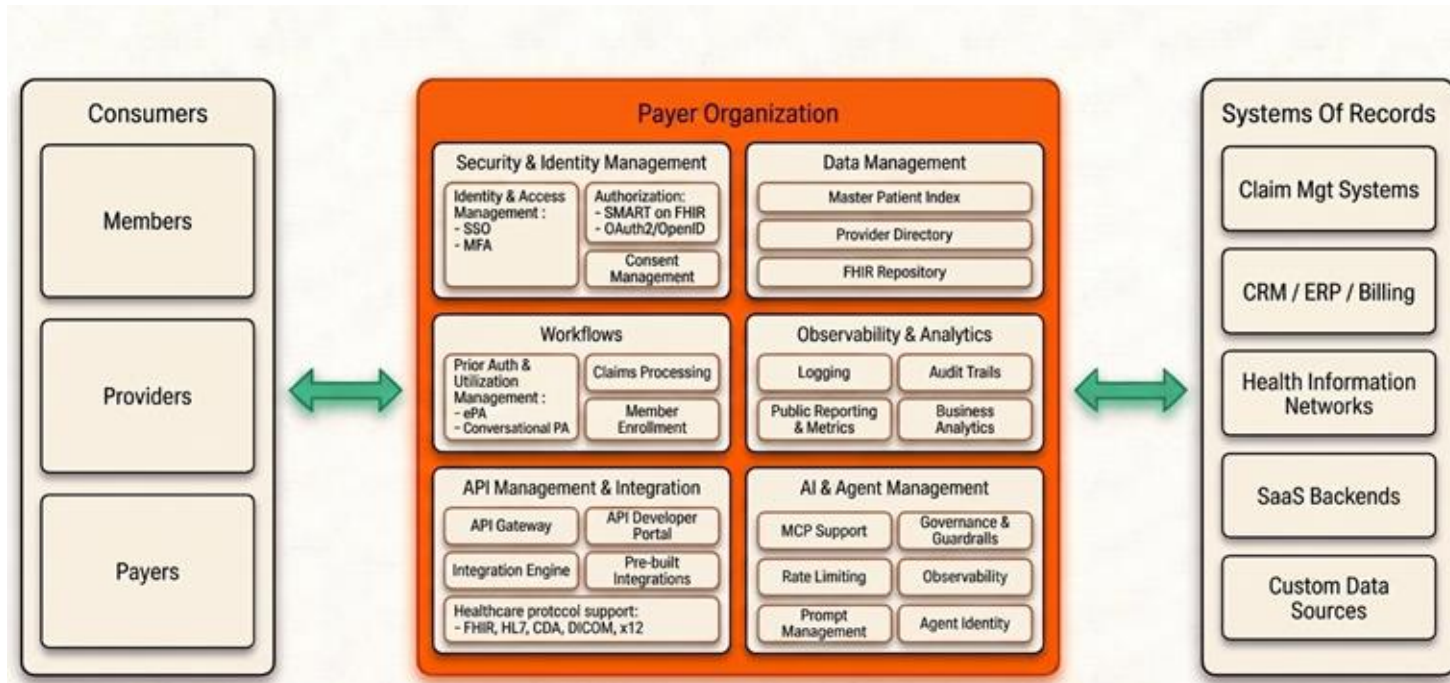 Consumers
Members
Providers
Payers
Payer Organization
Security & Identity Management
Identity & Access
Management :
- SSO
- MFA
Authorization:
- SMART on FHIR
- OAuth2/OpenID
Consent
Management
Data Management
Master Patient Index
Provider Directory
FHIR Repository
Workflows
Prior Auth &
Utilization
Management :
- ePA
- Conversational PA
Claims Processing
Member
Enrollment
Observability & Analytics
Logging
Audit Trails
Public Reporting
& Metrics
Business
Analytics
API Management & Integration
API Gateway
API Developer
Portal
Integration Engine
Pre-built
Integrations
Healthcare protccol support:
- FHIR, HL7, CDA, DICOM, x12
AI & Agent Management
MCP Support
Governance &
Guardralls
Rate Limiting
Observability
Prompt
Management
Agent Identity
Systems Of Records
Claim Mgt Systems
CRM / ERP / Billing
Health Information
Networks
SaaS Backends
Custom Data
Sources